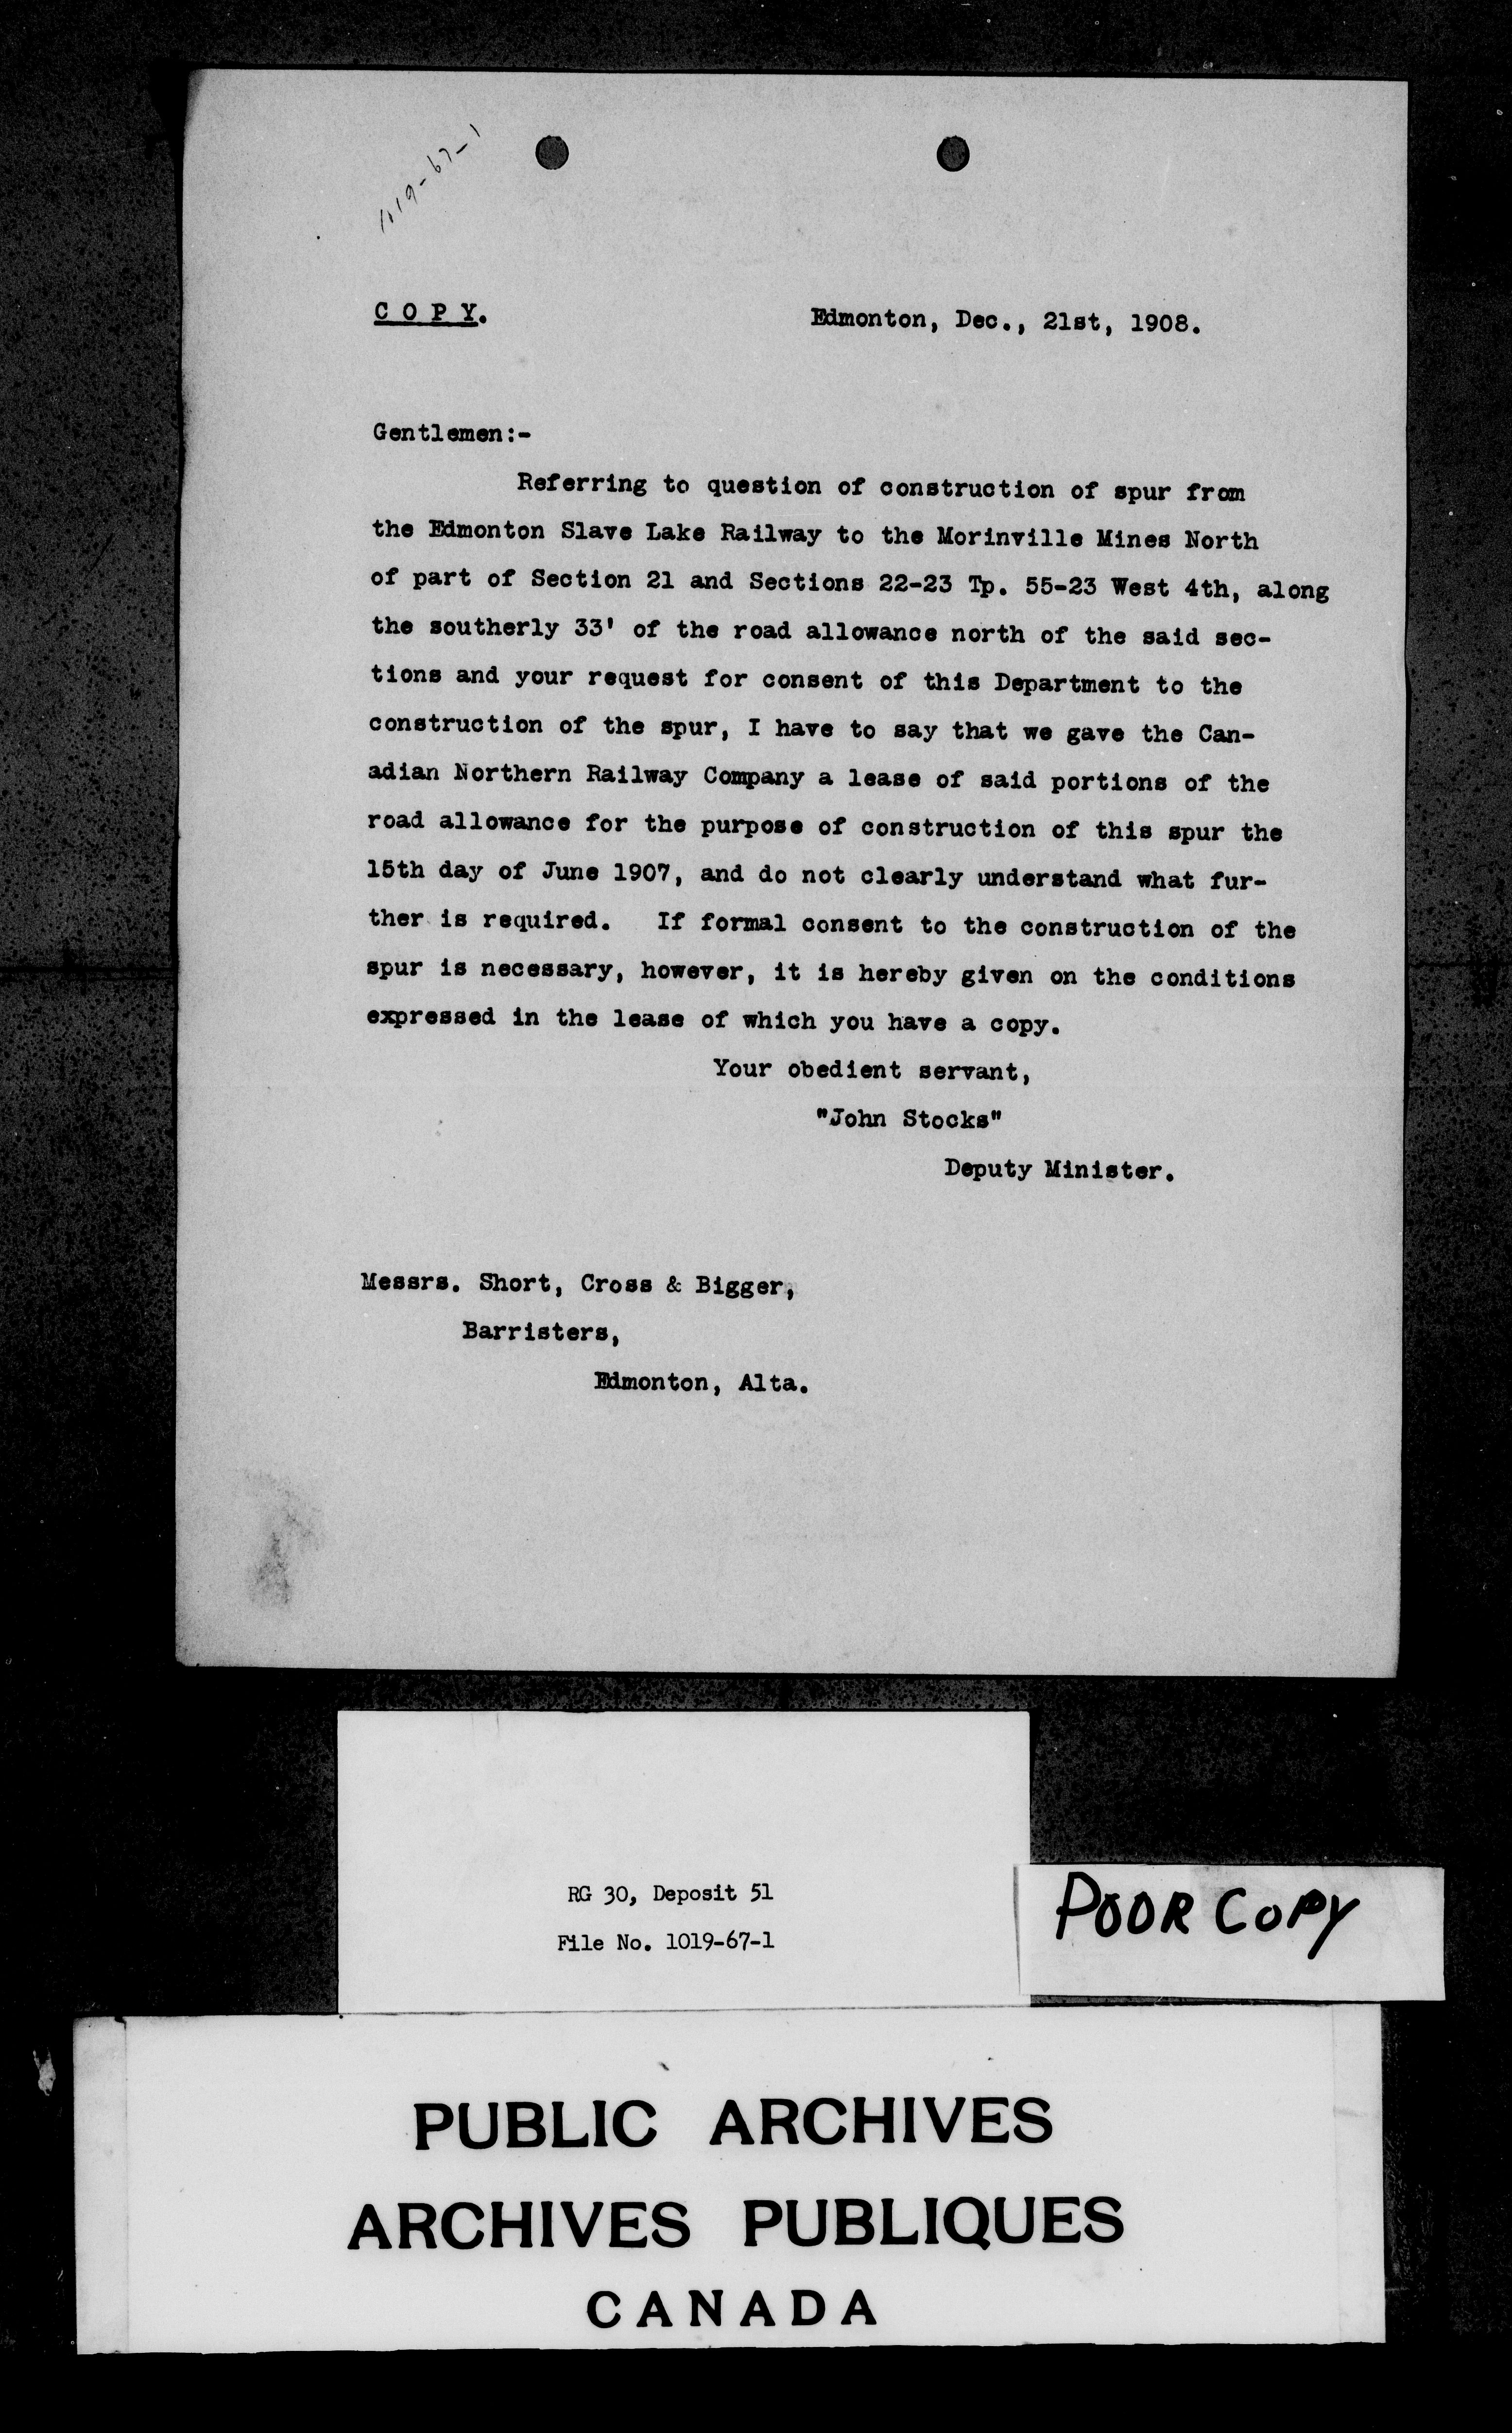 1019-67-1
COPY.
Edmonton, Dec., 21st, 1908.
Gentlemen:-
Referring to question of construction of spur from
the Edmonton Slave Lake Railway to the Morinville Mines North
of part of Section 21 and Sections 22-23 Tp. 55-23 West 4th, along
the southerly 33' of the road allowance north of the said sec-
tions and your request for consent of this Department to the
construction of the spur, I have to say that we gave the Can-
adian Northern Railway Company a lease of said portions of the
road allowance for the purpose of construction of this spur the
15th day of June 1907, and do not clearly understand what fur-
ther is required. If formal consent to the construction of the
spur is necessary, however, it is hereby given on the conditions
expressed in the lease of which you have a copy.
Your obedient servant,
"John Stocks"
Deputy Minister.
Messrs. Short, Cross & Bigger,
Barristers,
Edmonton, Alta.
RG 30, Deposit 51
File No. 1019-67-1
POOR COPY
PUBLIC ARCHIVES
ARCHIVES PUBLIQUES
CANADA